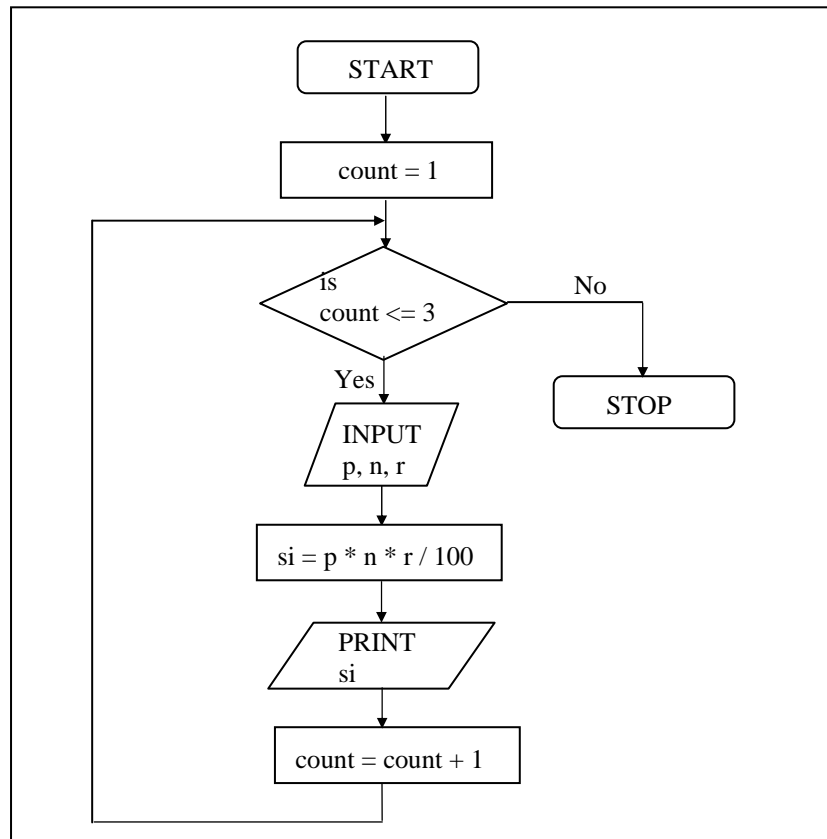 START
count = 1
is
count <= 3
No
Yes
STOP
INPUT
p, n, r
si = p * n * r / 100
PRINT
si
count = count + 1